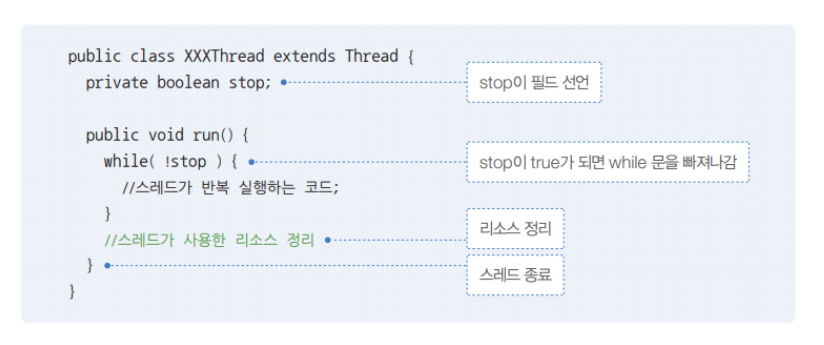 public class XXXThread extends Thread {
private boolean stop;
stop이 필드 선언
public void run() {
while( !stop ) {
stop이 true가 되면 while 문을 빠져나감
//스레드가 반복 실행하는 코드;
}
//스레드가 사용한 리소스 정리
리소스 정리
}
스레드 종료
}